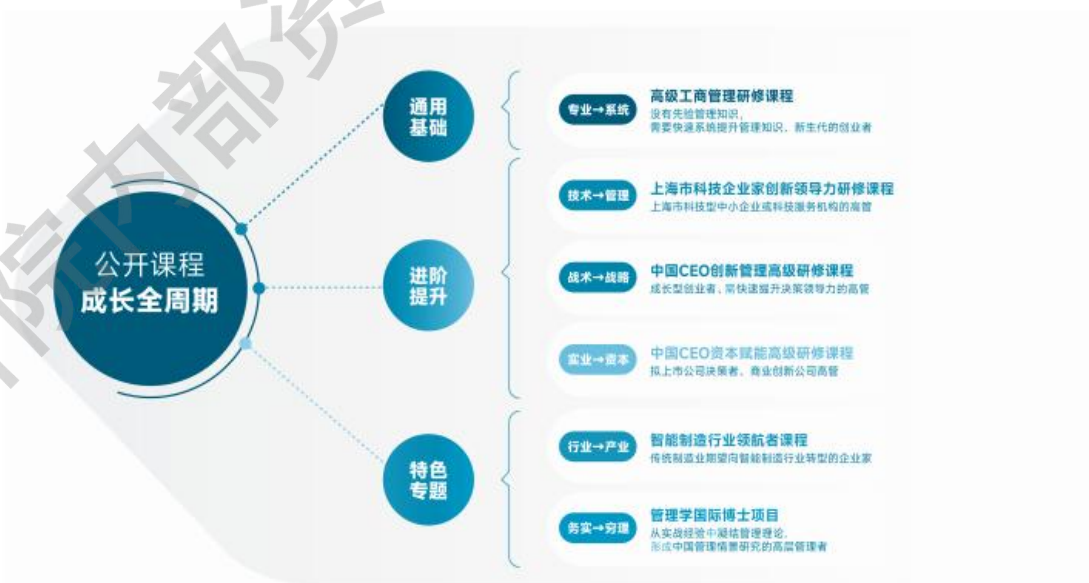 院内部资
公开课程
成长全周期
通用
基础
专业→系统
高级工商管理研修课程
没有先验管理知识,
需要快速系统提升管理知识、新生代的创业者
进阶
提升
技术→管理
上海市科技企业家创新领导力研修课程
上海市科技型中小企业或科技服务机构的高管
战术→战略
中国CEO创新管理高级研修课程
成长型创业者、需快速提升决策领导力的高管
实业→资本
中国CEO资本赋能高级研修课程
拟上市公司决策者、商业创新公司高管
特色
专题
行业→产业
智能制造行业领航者课程
传统制造业期望向智能制造行业转型的企业家
务实→穷理
管理学国际博士项目
从实战经验中凝结管理理论,
形成中国管理情景研究的高层管理者